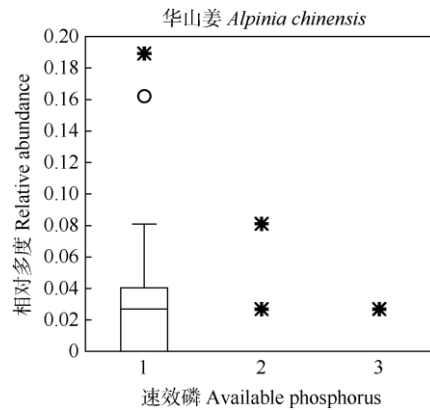 华山姜 Alpinia chinensis
相对多度 Relative abundance
0.20
0.18
0.16
0.14
0.12
0.10
0.08
0.06
0.04
0.02
0
1 2 3
速效磷 Available phosphorus